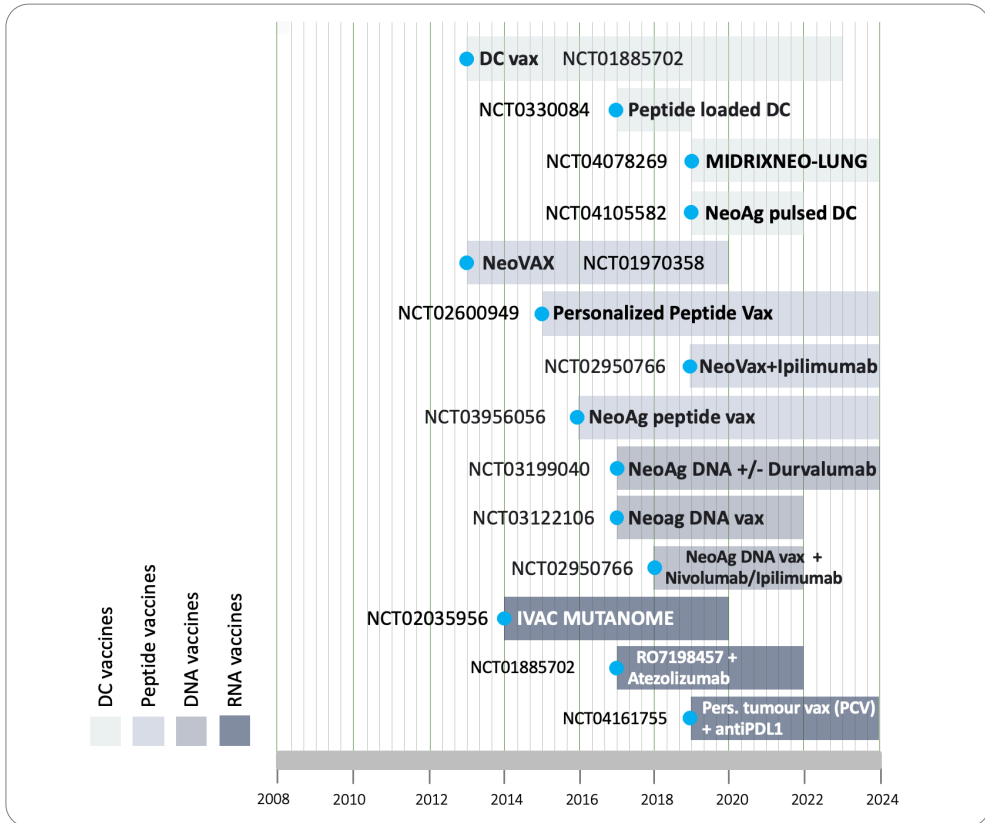 DC vax NCT01885702
NCT0330084 Peptide loaded DC
NCT04078269 MIDRIXNEO-LUNG
NCT04105582 NeoAg pulsed DC
NeoVAX NCT01970358
NCT02600949 Personalized Peptide Vax
NCT02950766 NeoVax+Ipilimumab
NCT03956056 NeoAg peptide vax
NCT03199040 NeoAg DNA +/- Durvalumab
NCT03122106 Neoag DNA vax
NCT02950766 NeoAg DNA vax +
Nivolumab/Ipilimumab
NCT02035956 IVAC MUTANOME
NCT01885702 RO7198457 +
Atezolizumab
NCT04161755 Pers. tumour vax (PCV)
+ antiPDL1
DC vaccines
Peptide vaccines
DNA vaccines
RNA vaccines
2008 2010 2012 2014 2016 2018 2020 2022 2024